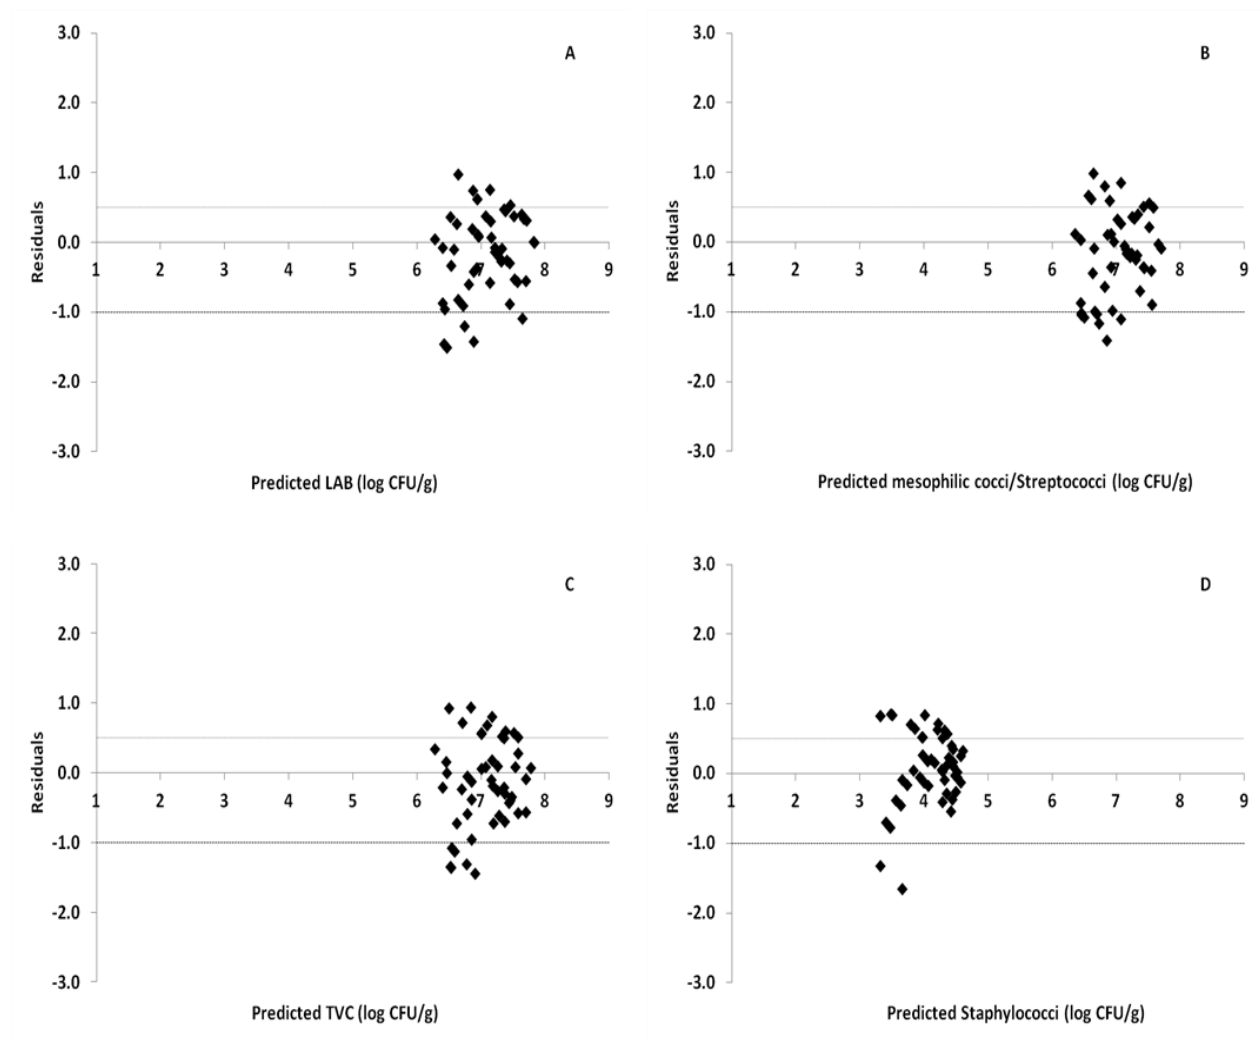 A
3.0
2.0
1.0
0.0
-1.0
-2.0
-3.0
Residuals
1 2 3 4 5 6 7 8 9
Predicted LAB (log CFU/g)
B
3.0
2.0
1.0
0.0
-1.0
-2.0
-3.0
Residuals
1 2 3 4 5 6 7 8 9
Predicted mesophilic cocci/Streptococci (log CFU/g)
C
3.0
2.0
1.0
0.0
-1.0
-2.0
-3.0
Residuals
1 2 3 4 5 6 7 8 9
Predicted TVC (log CFU/g)
D
3.0
2.0
1.0
0.0
-1.0
-2.0
-3.0
Residuals
1 2 3 4 5 6 7 8 9
Predicted Staphylococci (log CFU/g)